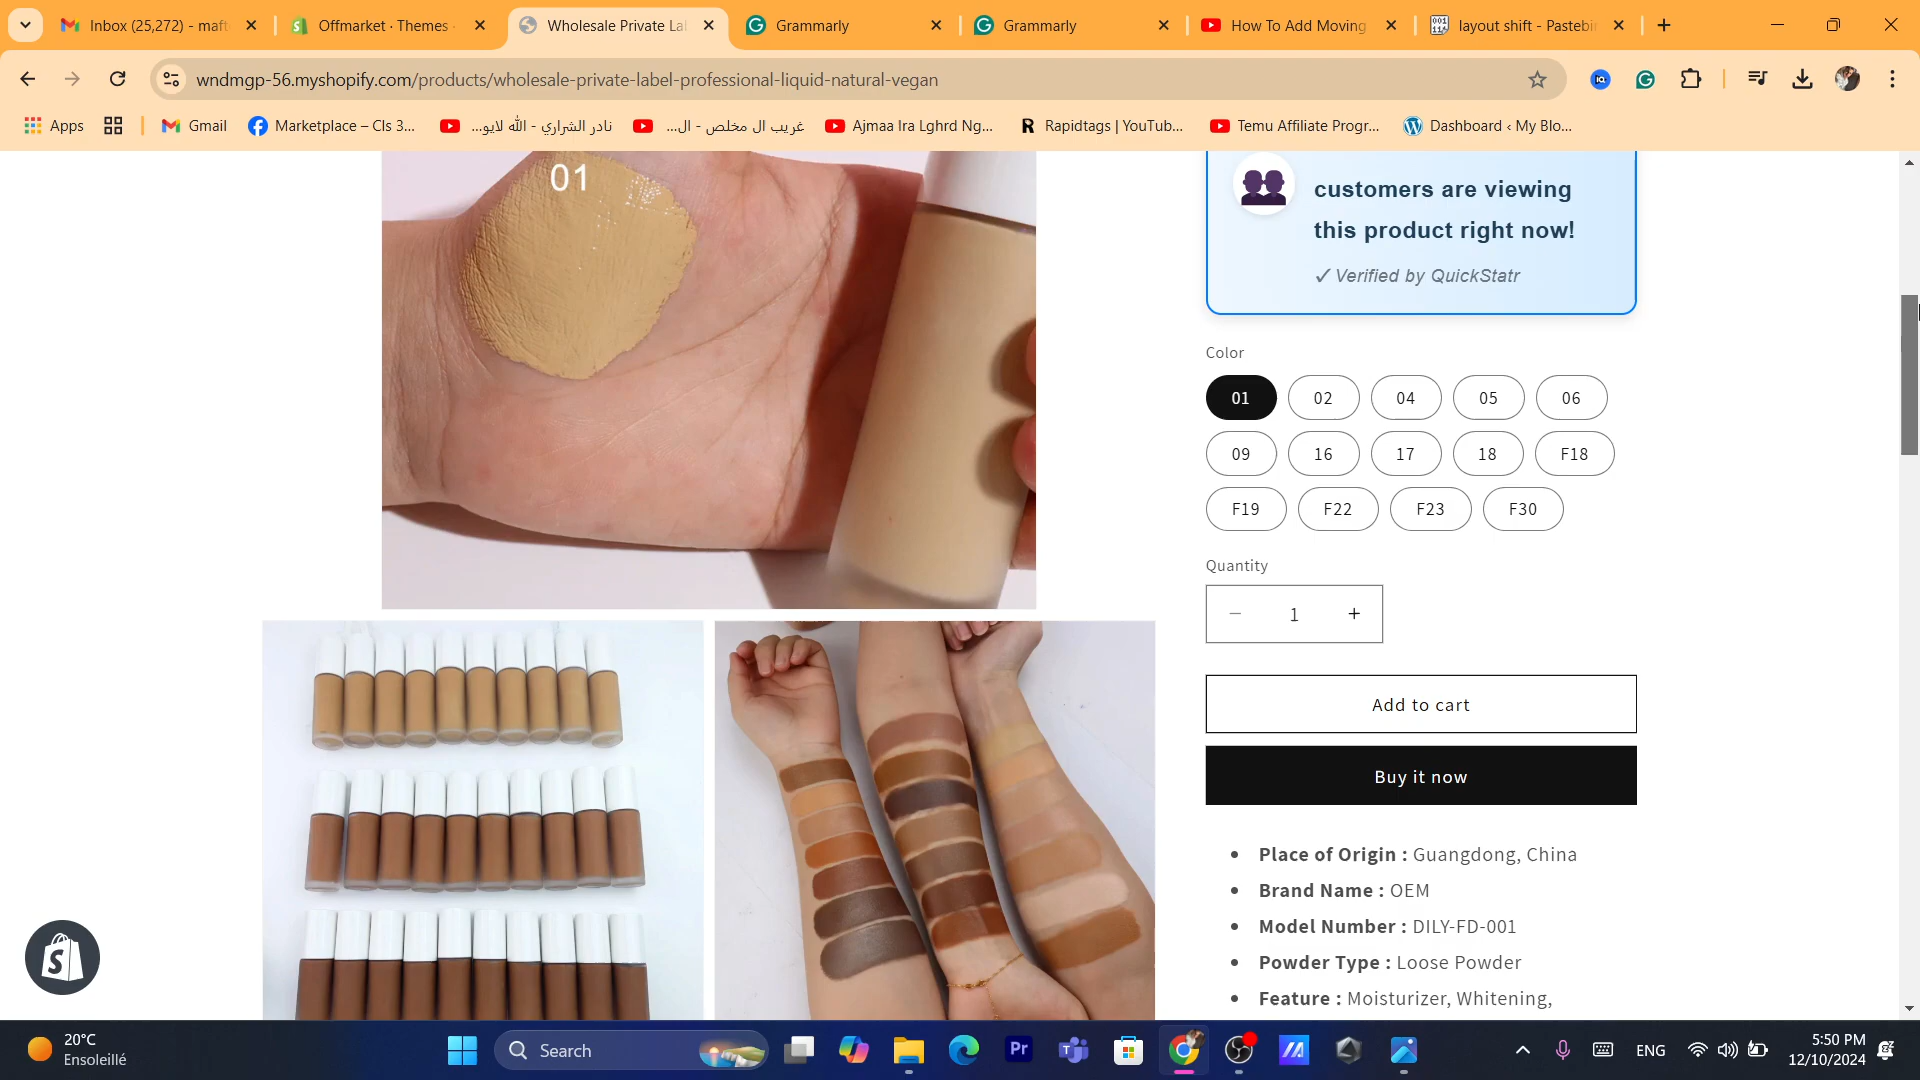 Inbox (25,272) - maft
Offmarket · Themes ·
Wholesale Private La
Grammarly
Grammarly
How To Add Moving
layout shift - Pastebin
wndmgp-56.myshopify.com/products/wholesale-private-label-professional-liquid-natural-vegan
Apps
Gmail
Marketplace – Cls 3...
نادر الشراري - الله لايو...
غريب ال مخلص - ال...
Ajmaa Ira Lghrd Ng...
Rapidtags | YouTub...
Temu Affiliate Progr...
Dashboard ‹ My Blo...
01
customers are viewing
this product right now!
✓ Verified by QuickStatr
Color
01 02 04 05 06
09 16 17 18 F18
F19 F22 F23 F30
Quantity
− 1 +
Add to cart
Buy it now
• Place of Origin : Guangdong, China
• Brand Name : OEM
• Model Number : DILY-FD-001
• Powder Type : Loose Powder
• Feature : Moisturizer, Whitening,
20°C
Ensoleillé
Search
Pr
ENG
5:50 PM
12/10/2024